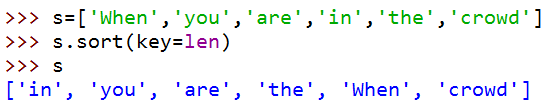 >>> s=['When','you','are','in','the','crowd']
>>> s.sort(key=len)
>>> s
['in', 'you', 'are', 'the', 'When', 'crowd']